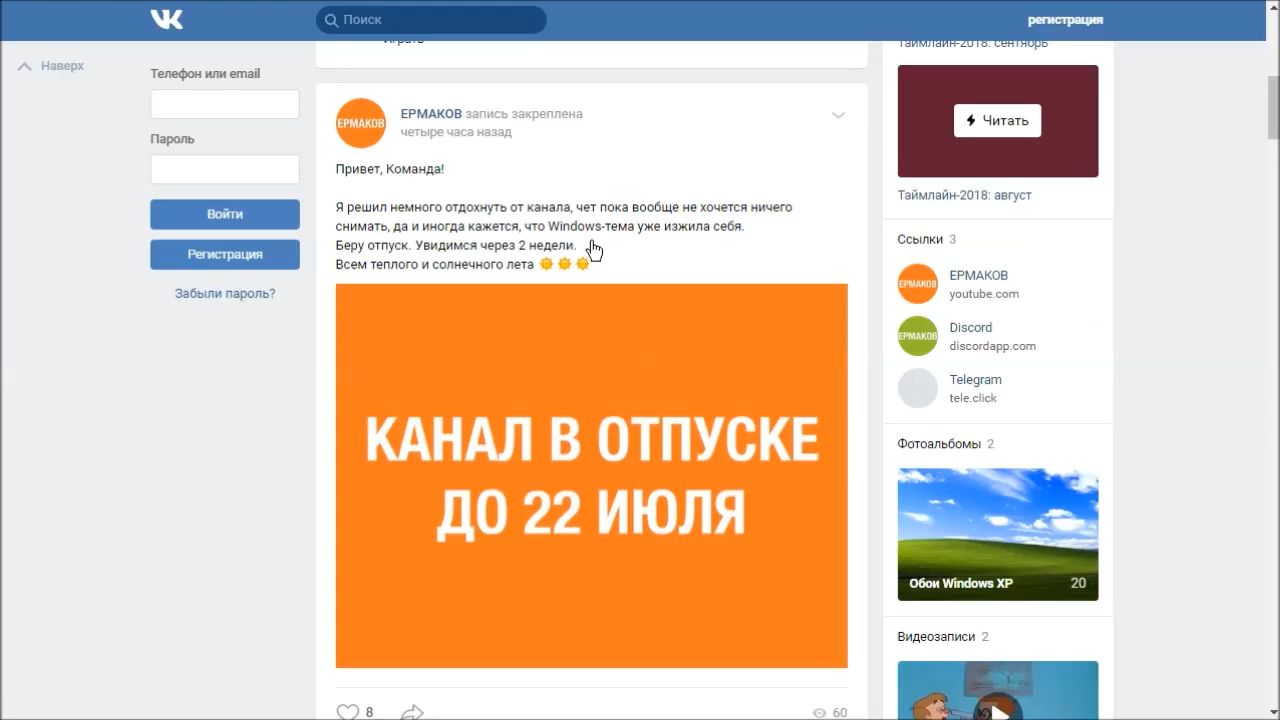 Поиск
регистрация
Наверх
Телефон или email
Пароль
Войти
Регистрация
Забыли пароль?
Играть
ЕРМАКОВ
ЕРМАКОВ запись закреплена
четыре часа назад
Привет, Команда!
Я решил немного отдохнуть от канала, чет пока вообще не хочется ничего
снимать, да и иногда кажется, что Windows-тема уже изжила себя.
Беру отпуск. Увидимся через 2 недели.
Всем теплого и солнечного лета ☀☀☀
КАНАЛ В ОТПУСКЕ
ДО 22 ИЮЛЯ
8
60
Таймлайн-2018: сентябрь
Читать
Таймлайн-2018: август
Ссылки 3
ЕРМАКОВ
ЕРМАКОВ
youtube.com
ЕРМАКОВ
Discord
discordapp.com
Telegram
tele.click
Фотоальбомы 2
Обои Windows XP 20
Видеозаписи 2